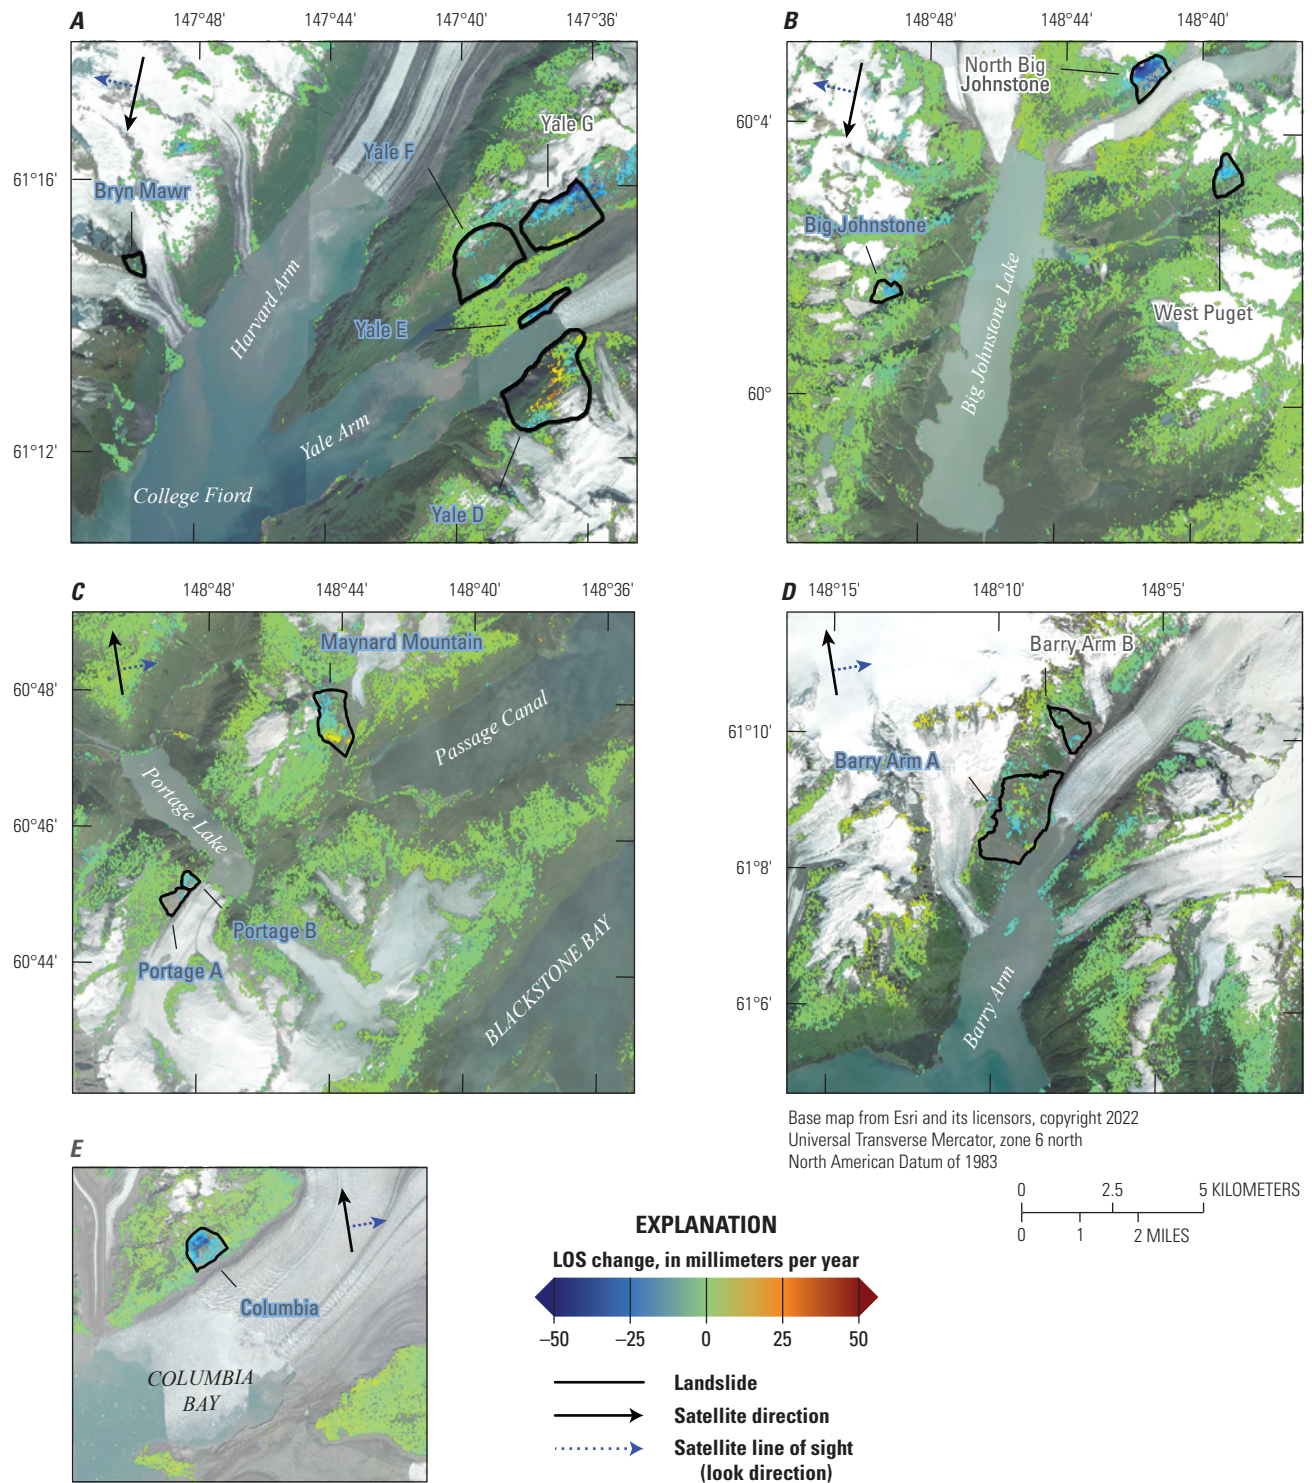 A
147°48' 147°44' 147°40' 147°36'
61°16'
61°12'
Bryn Mawr
Yale G
Yale F
Yale E
Yale D
Harvard Arm
Yale Arm
College Fiord
B
148°48' 148°44' 148°40'
60°4'
60°
North Big
Johnstone
Big Johnstone
West Puget
Big Johnstone Lake
C
148°48' 148°44' 148°40' 148°36'
60°48'
60°46'
60°44'
Maynard Mountain
Passage Canal
Portage Lake
Portage B
Portage A
BLACKSTONE BAY
D
148°15' 148°10' 148°5'
61°10'
61°8'
61°6'
Barry Arm B
Barry Arm A
Barry Arm
Base map from Esri and its licensors, copyright 2022
Universal Transverse Mercator, zone 6 north
North American Datum of 1983
0 2.5 5 KILOMETERS
0 1 2 MILES
E
Columbia
COLUMBIA
BAY
EXPLANATION
LOS change, in millimeters per year
−50 −25 0 25 50
Landslide
Satellite direction
Satellite line of sight
(look direction)